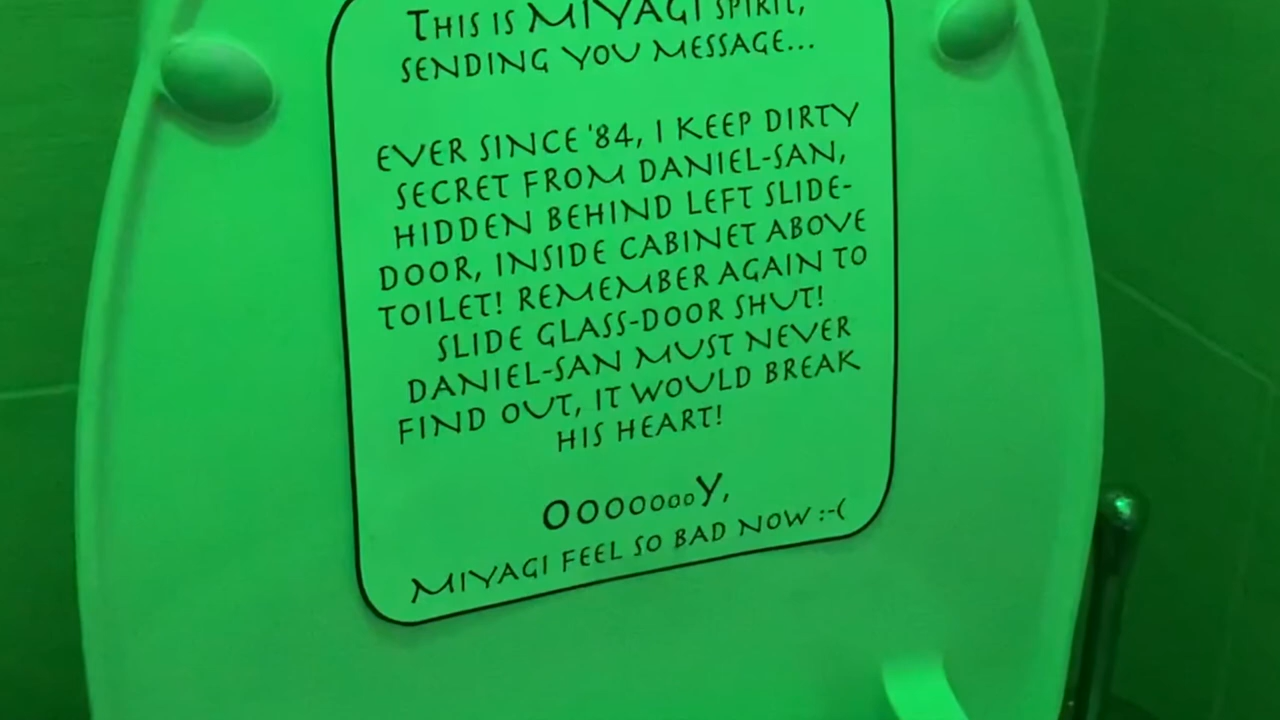 THIS IS MIYAGI SPIRIT,
SENDING YOU MESSAGE...
EVER SINCE '84, I KEEP DIRTY
SECRET FROM DANIEL-SAN,
HIDDEN BEHIND LEFT SLIDE-
DOOR, INSIDE CABINET ABOVE
TOILET! REMEMBER AGAIN TO
SLIDE GLASS-DOOR SHUT!
DANIEL-SAN MUST NEVER
FIND OUT, IT WOULD BREAK
HIS HEART!
OOOOOOOY,
MIYAGI FEEL SO BAD NOW :-(